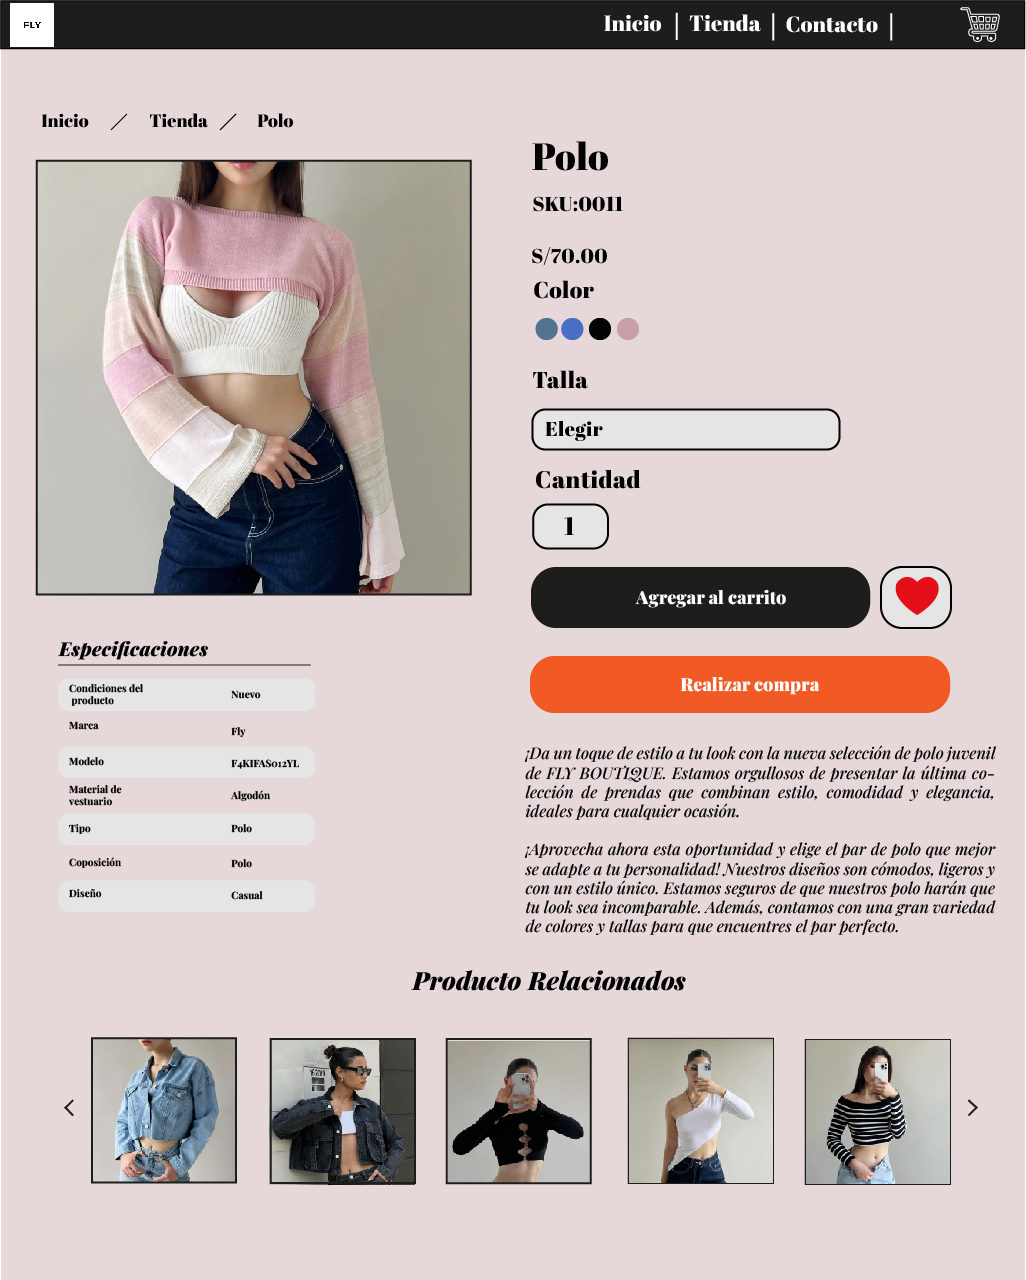 FLY
Inicio | Tienda | Contacto |
Inicio / Tienda / Polo
Polo
SKU:0011
S/70.00
Color
Talla
Elegir
Cantidad
1
Agregar al carrito
Realizar compra
Especificaciones
Condiciones del
producto
Nuevo
Marca
Fly
Modelo
F4KIFAS012YL
Material de
vestuario
Algodón
Tipo
Polo
Coposición
Polo
Diseño
Casual
¡Da un toque de estilo a tu look con la nueva selección de polo juvenil
de FLY BOUTIQUE. Estamos orgullosos de presentar la última co-
lección de prendas que combinan estilo, comodidad y elegancia,
ideales para cualquier ocasión.
¡Aprovecha ahora esta oportunidad y elige el par de polo que mejor
se adapte a tu personalidad! Nuestros diseños son cómodos, ligeros y
con un estilo único. Estamos seguros de que nuestros polo harán que
tu look sea incomparable. Además, contamos con una gran variedad
de colores y tallas para que encuentres el par perfecto.
Producto Relacionados